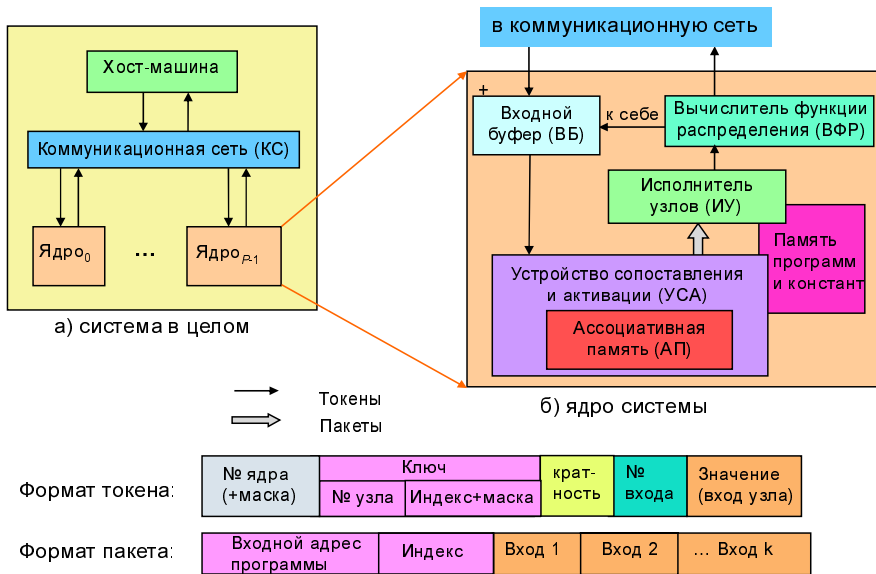 в коммуникационную сеть
Хост-машина
Коммуникационная сеть (КС)
Ядро0
...
ЯдроP-1
а) система в целом
+
Входной
буфер (ВБ)
к себе
Вычислитель функции
распределения (ВФР)
Исполнитель
узлов (ИУ)
Память
программ
и констант
Устройство сопоставления
и активации (УСА)
Ассоциативная
память (АП)
б) ядро системы
Токены
Пакеты
Формат токена:
№ ядра
(+маска)
Ключ
№ узла
Индекс+маска
крат-
ность
№
входа
Значение
(вход узла)
Формат пакета:
Входной адрес
программы
Индекс
Вход 1
Вход 2
... Вход k